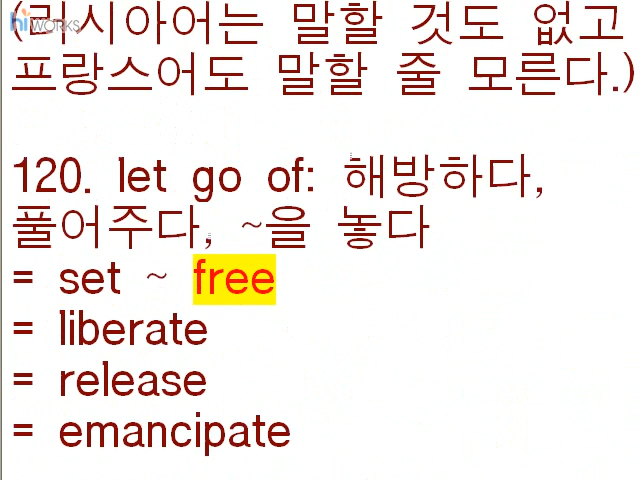 (러시아어는 말할 것도 없고
hiWORKS
프랑스어도 말할 줄 모른다.)
120. let go of: 해방하다,
풀어주다, ~을 놓다
= set ~ free
= liberate
= release
= emancipate